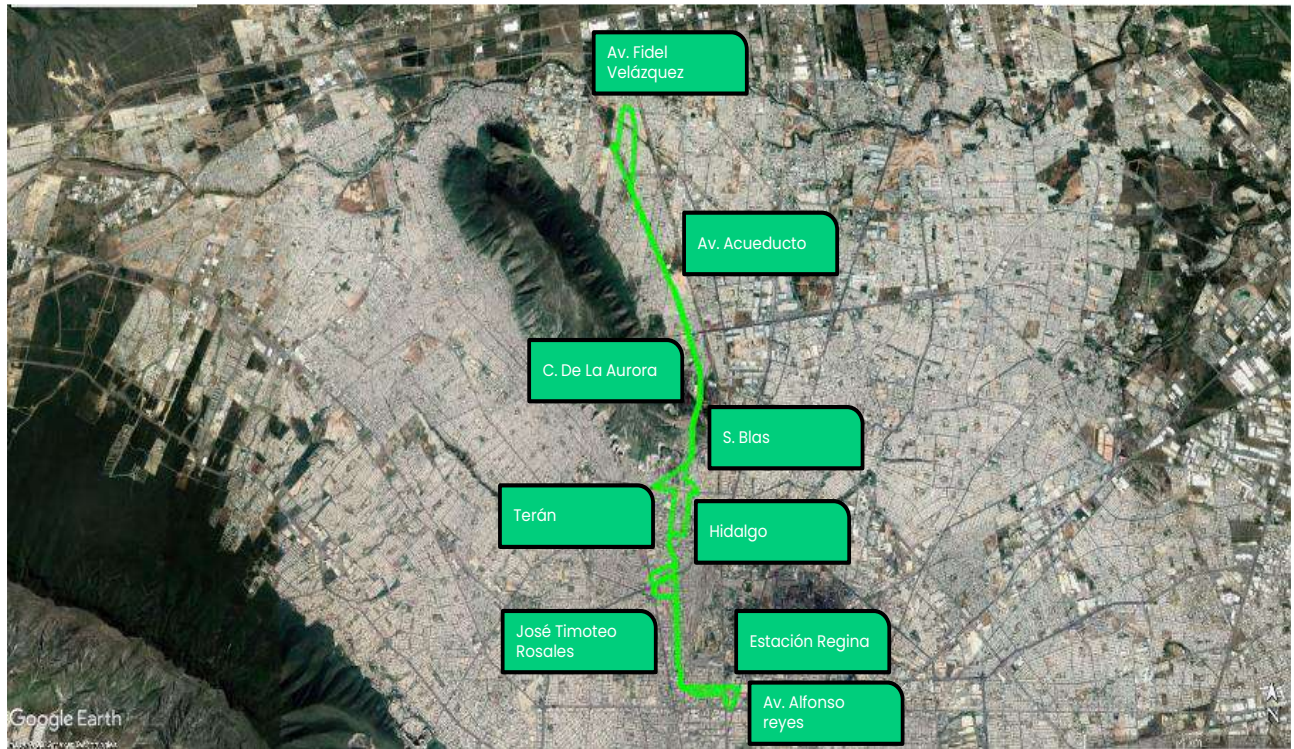 Av. Fidel
Velázquez
Av. Acueducto
C. De La Aurora
S. Blas
Terán
Hidalgo
José Timoteo
Rosales
Estación Regina
Av. Alfonso
reyes
Google Earth
N